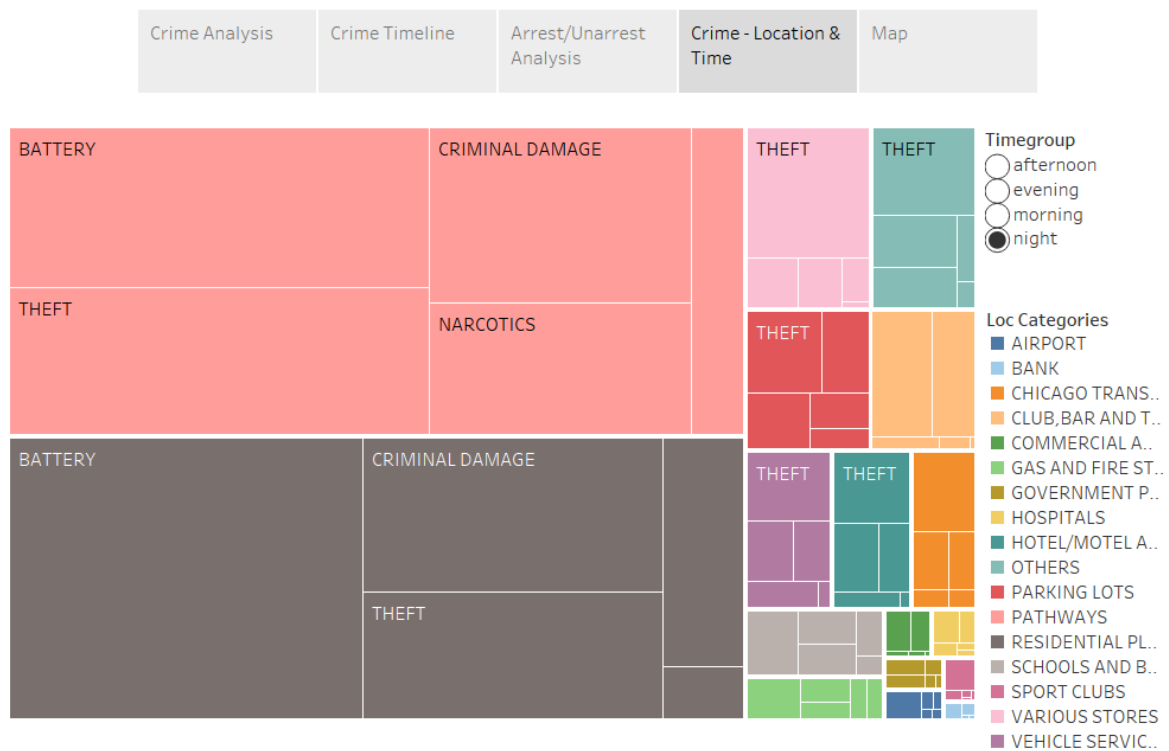 Crime Analysis
Crime Timeline
Arrest/Unarrest
Analysis
Crime - Location &
Time
Map
BATTERY
CRIMINAL DAMAGE
THEFT
NARCOTICS
BATTERY
CRIMINAL DAMAGE
THEFT
THEFT
THEFT
THEFT
THEFT
THEFT
Timegroup
afternoon
evening
morning
night
Loc Categories
AIRPORT
BANK
CHICAGO TRANS..
CLUB,BAR AND T..
COMMERCIAL A..
GAS AND FIRE ST..
GOVERNMENT P..
HOSPITALS
HOTEL/MOTEL A..
OTHERS
PARKING LOTS
PATHWAYS
RESIDENTIAL PL..
SCHOOLS AND B..
SPORT CLUBS
VARIOUS STORES
VEHICLE SERVIC..